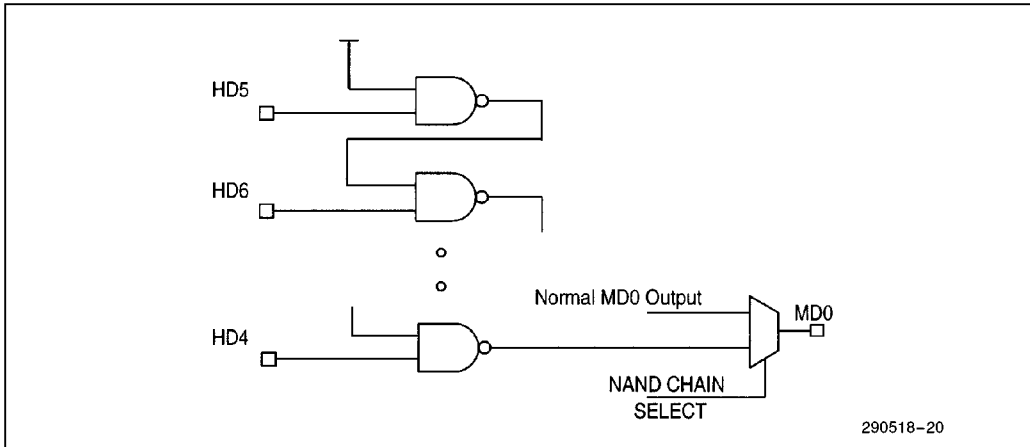 HD5
HD6
HD4
Normal MD0 Output
MD0
NAND CHAIN
SELECT
290518-20